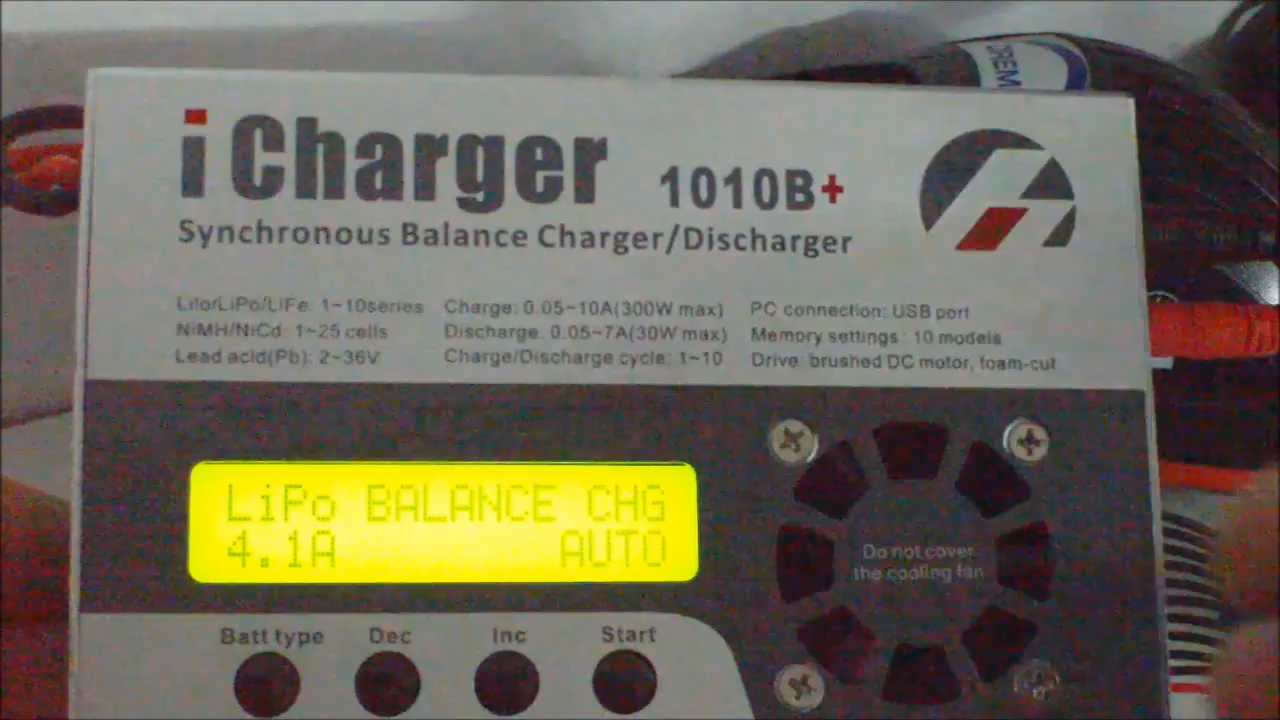 DREM
iCharger 1010B+
Synchronous Balance Charger/Discharger
LiIo/LiPo/LiFe: 1~10series Charge: 0.05~10A(300W max) PC connection: USB port
NiMH/NiCd: 1~25 cells Discharge: 0.05~7A(30W max) Memory settings : 10 models
Lead acid(Pb): 2~36V Charge/Discharge cycle: 1~10 Drive: brushed DC motor, foam-cut
LiPo BALANCE CHG
4.1A AUTO
Do not cover
the cooling fan
Batt type Dec Inc Start